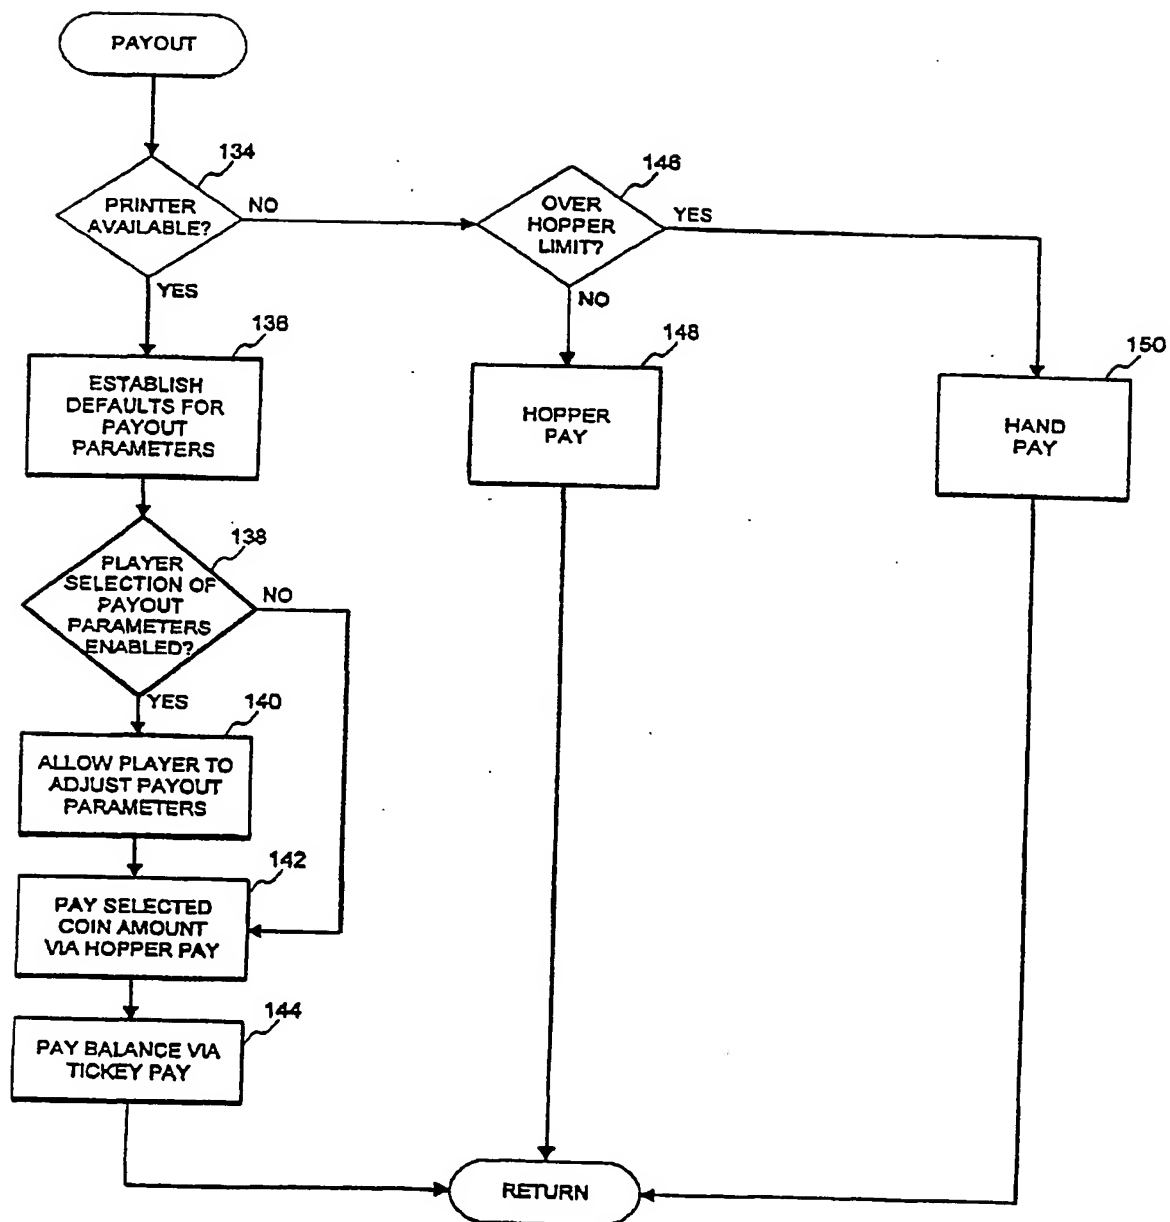 PAYOUT
134
PRINTER
AVAILABLE?
NO
YES
146
OVER
HOPPER
LIMIT?
YES
NO
136
ESTABLISH
DEFAULTS FOR
PAYOUT
PARAMETERS
148
HOPPER
PAY
150
HAND
PAY
138
PLAYER
SELECTION OF
PAYOUT
PARAMETERS
ENABLED?
NO
YES
140
ALLOW PLAYER TO
ADJUST PAYOUT
PARAMETERS
142
PAY SELECTED
COIN AMOUNT
VIA HOPPER PAY
144
PAY BALANCE VIA
TICKEY PAY
RETURN